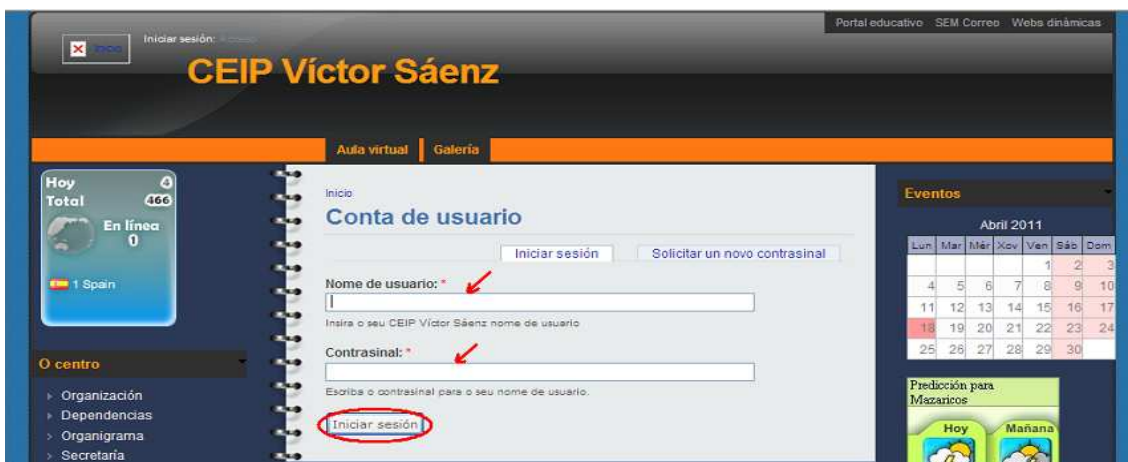 Portal educativo SEM Correo Webs dinámicas
Iniciar sesión:
CEIP Víctor Sáenz
Aula virtual Galería
Hoy 4
Total 466
En línea
0
1 Spain
O centro
Organización
Dependencias
Organigrama
Secretaría
Inicio
Conta de usuario
Iniciar sesión Solicitar un novo contrasinal
Nome de usuario: *
Insira o seu CEIP Víctor Sáenz nome de usuario
Contrasinal: *
Escriba o contrasinal para o seu nome de usuario.
Iniciar sesión
Eventos
Abril 2011
Lun Mar Mér Xov Ven Sáb Dom
1 2 3
4 5 6 7 8 9 10
11 12 13 14 15 16 17
18 19 20 21 22 23 24
25 26 27 28 29 30
Predicción para
Mazaricos
Hoy Mañana